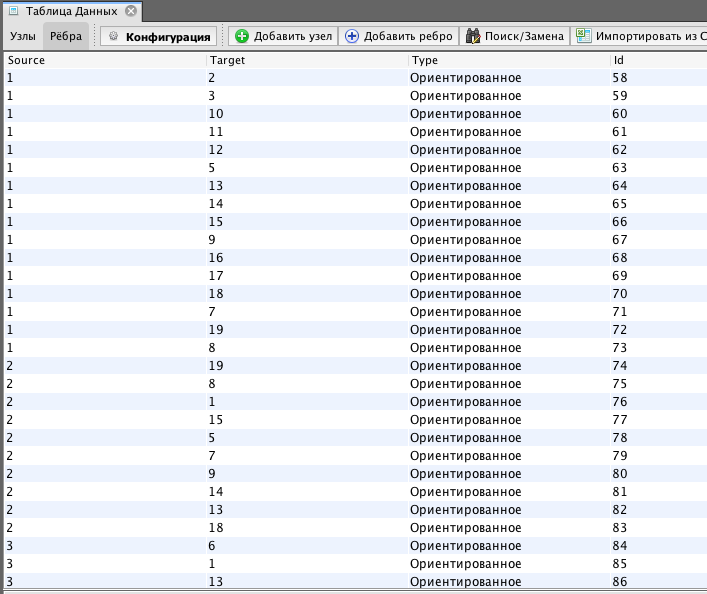 Таблица Данных
Узлы Рёбра Конфигурация Добавить узел Добавить ребро Поиск/Замена Импортировать из
Source Target Type Id
1 2 Ориентированное 58
1 3 Ориентированное 59
1 10 Ориентированное 60
1 11 Ориентированное 61
1 12 Ориентированное 62
1 5 Ориентированное 63
1 13 Ориентированное 64
1 14 Ориентированное 65
1 15 Ориентированное 66
1 9 Ориентированное 67
1 16 Ориентированное 68
1 17 Ориентированное 69
1 18 Ориентированное 70
1 7 Ориентированное 71
1 19 Ориентированное 72
1 8 Ориентированное 73
2 19 Ориентированное 74
2 8 Ориентированное 75
2 1 Ориентированное 76
2 15 Ориентированное 77
2 5 Ориентированное 78
2 7 Ориентированное 79
2 9 Ориентированное 80
2 14 Ориентированное 81
2 13 Ориентированное 82
2 18 Ориентированное 83
3 6 Ориентированное 84
3 1 Ориентированное 85
3 13 Ориентированное 86